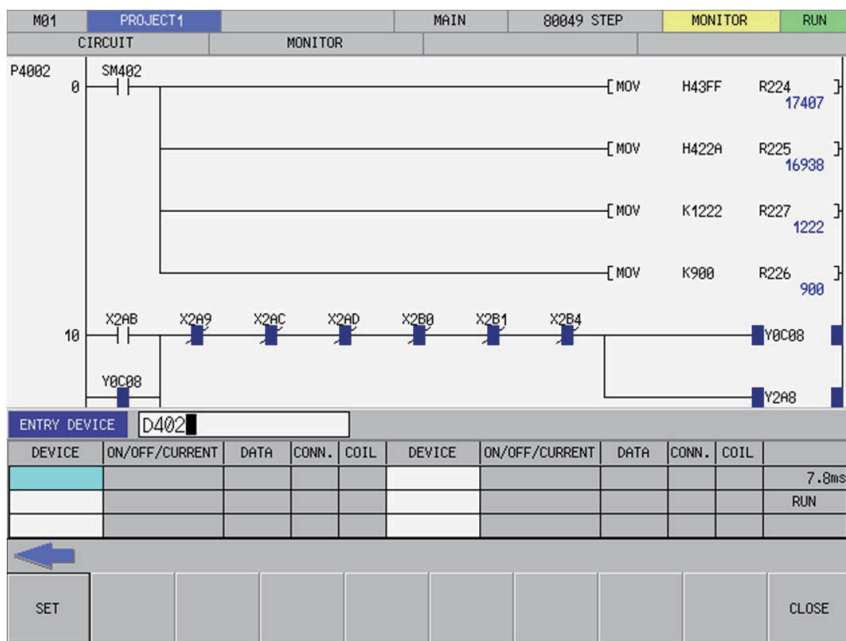 M01 PROJECT1 MAIN 80049 STEP MONITOR RUN
CIRCUIT MONITOR
P4002 SM402
0 MOV H43FF R224
17407
MOV H422A R225
16938
MOV K1222 R227
1222
MOV K900 R226
900
X2AB X2A9 X2AC X2AD X2B0 X2B1 X2B4
10 Y0C08
Y0C08
Y2A8
ENTRY DEVICE D402
DEVICE ON/OFF/CURRENT DATA CONN. COIL DEVICE ON/OFF/CURRENT DATA CONN. COIL
7.8ms
RUN
SET CLOSE